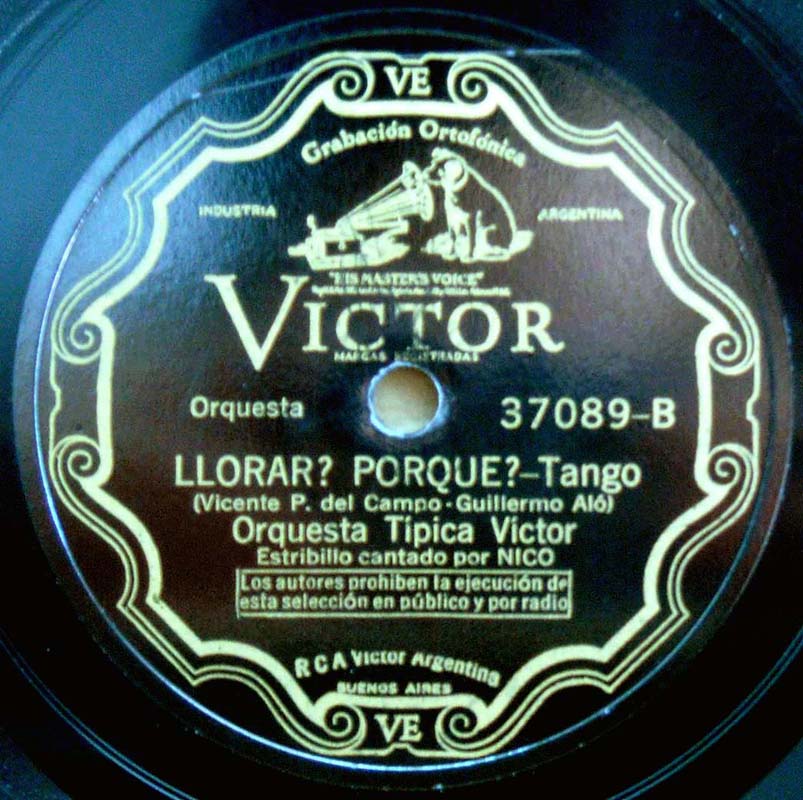 VE
Grabación Ortofónica
INDUSTRIA ARGENTINA
"HIS MASTER'S VOICE"
VICTOR
MARCAS REGISTRADAS
Orquesta 37089-B
LLORAR? PORQUE?-Tango
(Vicente P. del Campo - Guillermo Aló)
Orquesta Típica Victor
Estribillo cantado por NICO
Los autores prohiben la ejecución de
esta selección en público y por radio
RCA Victor Argentina
BUENOS AIRES
VE